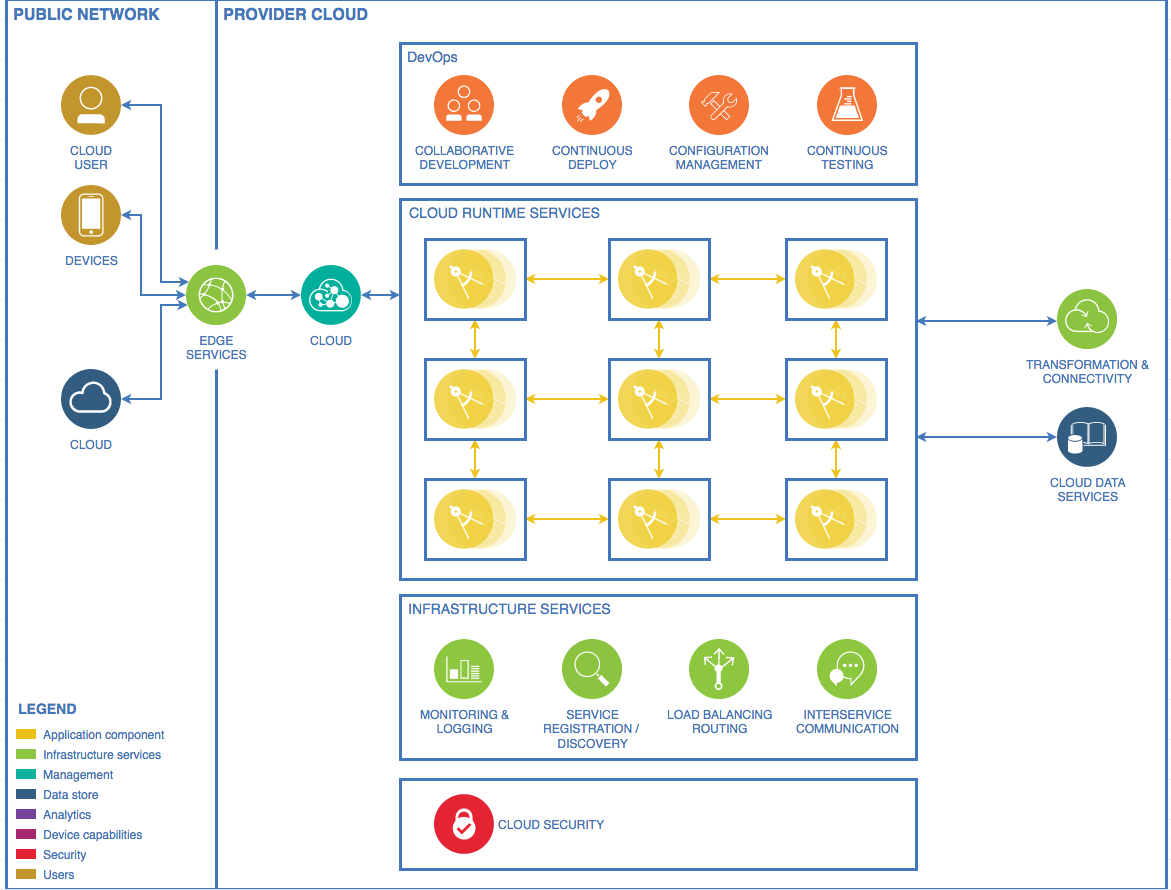 PUBLIC NETWORK
PROVIDER CLOUD
DevOps
COLLABORATIVE
DEVELOPMENT
CONTINUOUS
DEPLOY
CONFIGURATION
MANAGEMENT
CONTINUOUS
TESTING
CLOUD
USER
DEVICES
CLOUD
EDGE
SERVICES
CLOUD
CLOUD RUNTIME SERVICES
TRANSFORMATION &
CONNECTIVITY
CLOUD DATA
SERVICES
INFRASTRUCTURE SERVICES
MONITORING &
LOGGING
SERVICE
REGISTRATION /
DISCOVERY
LOAD BALANCING
ROUTING
INTERSERVICE
COMMUNICATION
CLOUD SECURITY
LEGEND
Application component
Infrastructure services
Management
Data store
Analytics
Device capabilities
Security
Users